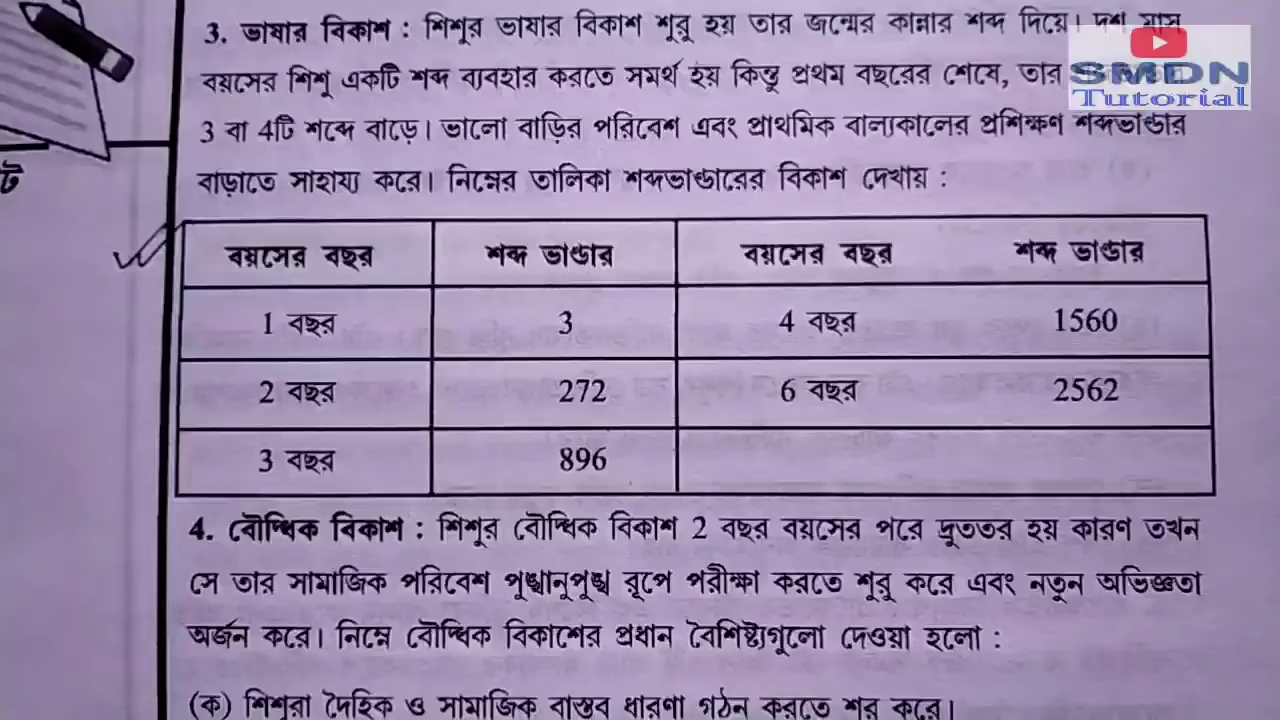 3. ভাষার বিকাশ : শিশুর ভাষার বিকাশ শুরু হয় তার জন্মের কান্নার শব্দ দিয়ে। দশ মাস
বয়সের শিশু একটি শব্দ ব্যবহার করতে সমর্থ হয় কিন্তু প্রথম বছরের শেষে, তার
SMDN
Tutorial
3 বা 4টি শব্দে বাড়ে। ভালো বাড়ির পরিবেশ এবং প্রাথমিক বাল্যকালের প্রশিক্ষণ শব্দভাণ্ডার
বাড়াতে সাহায্য করে। নিম্নের তালিকা শব্দভাণ্ডারের বিকাশ দেখায় :
ট
বয়সের বছর শব্দ ভাণ্ডার বয়সের বছর শব্দ ভাণ্ডার
1 বছর 3 4 বছর 1560
2 বছর 272 6 বছর 2562
3 বছর 896
4. বৌদ্ধিক বিকাশ : শিশুর বৌদ্ধিক বিকাশ 2 বছর বয়সের পরে দ্রুততর হয় কারণ তখন
সে তার সামাজিক পরিবেশ পুঙ্খানুপুঙ্খ রূপে পরীক্ষা করতে শুরু করে এবং নতুন অভিজ্ঞতা
অর্জন করে। নিম্নে বৌদ্ধিক বিকাশের প্রধান বৈশিষ্ট্যগুলো দেওয়া হলো :
(ক) শিশুরা দৈহিক ও সামাজিক বাস্তব ধারণা গঠন করতে শুরু করে।